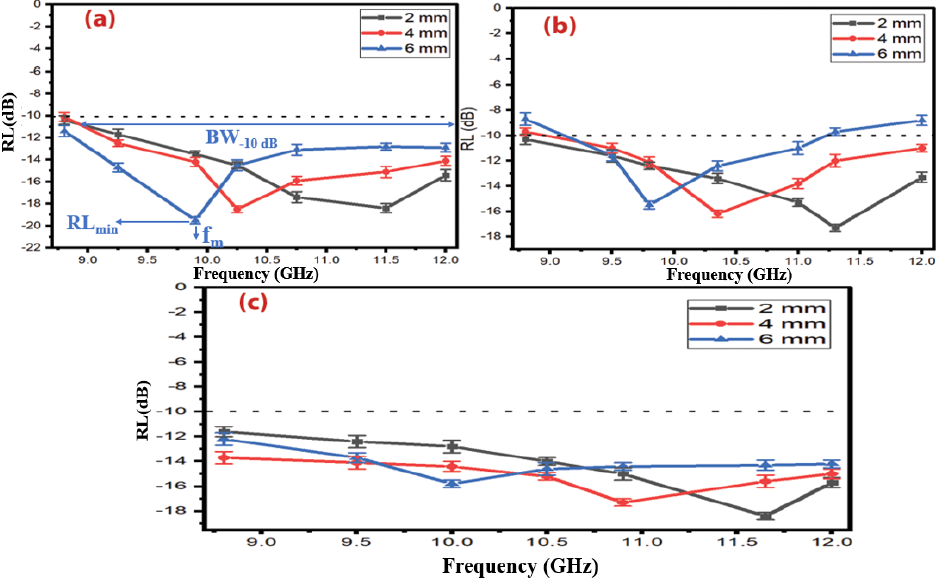 (a)
2 mm
4 mm
6 mm
0
-2
-4
-6
-8
-10
-12
-14
-16
-18
-20
-22
RL(dB)
BW-10 dB
RLmin
fm
9.0 9.5 10.0 10.5 11.0 11.5 12.0
Frequency (GHz)
(b)
2 mm
4 mm
6 mm
0
-2
-4
-6
-8
-10
-12
-14
-16
-18
RL (dB)
9.0 9.5 10.0 10.5 11.0 11.5 12.0
Frequency (GHz)
(c)
2 mm
4 mm
6 mm
0
-2
-4
-6
-8
-10
-12
-14
-16
-18
RL(dB)
9.0 9.5 10.0 10.5 11.0 11.5 12.0
Frequency (GHz)